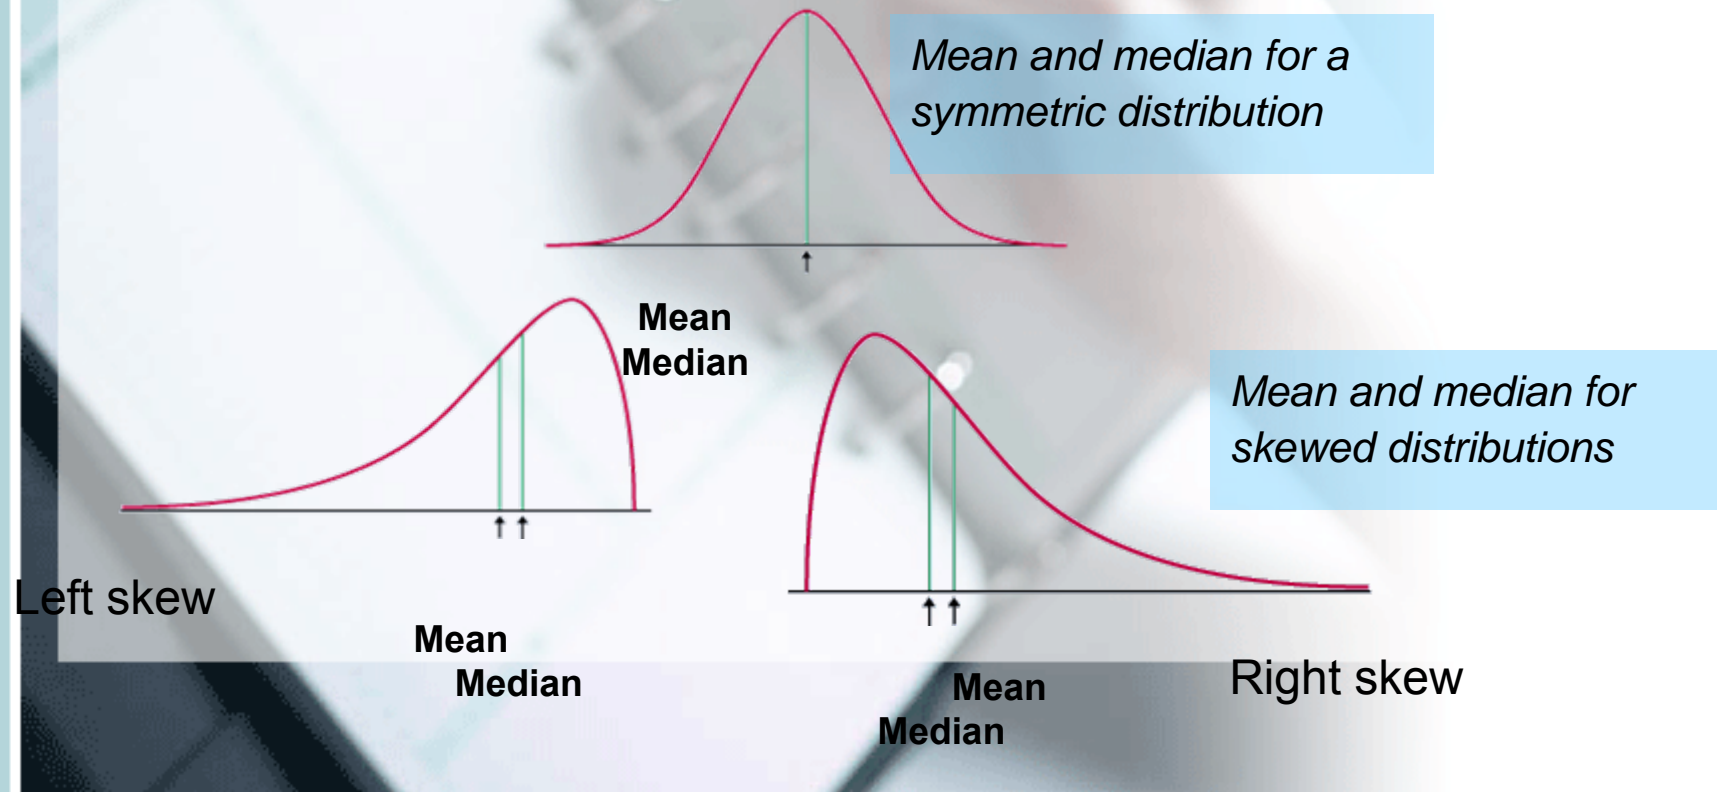 Mean and median for a
symmetric distribution
Mean
Median
Mean and median for
skewed distributions
Left skew
Mean
Median
Right skew
Mean
Median